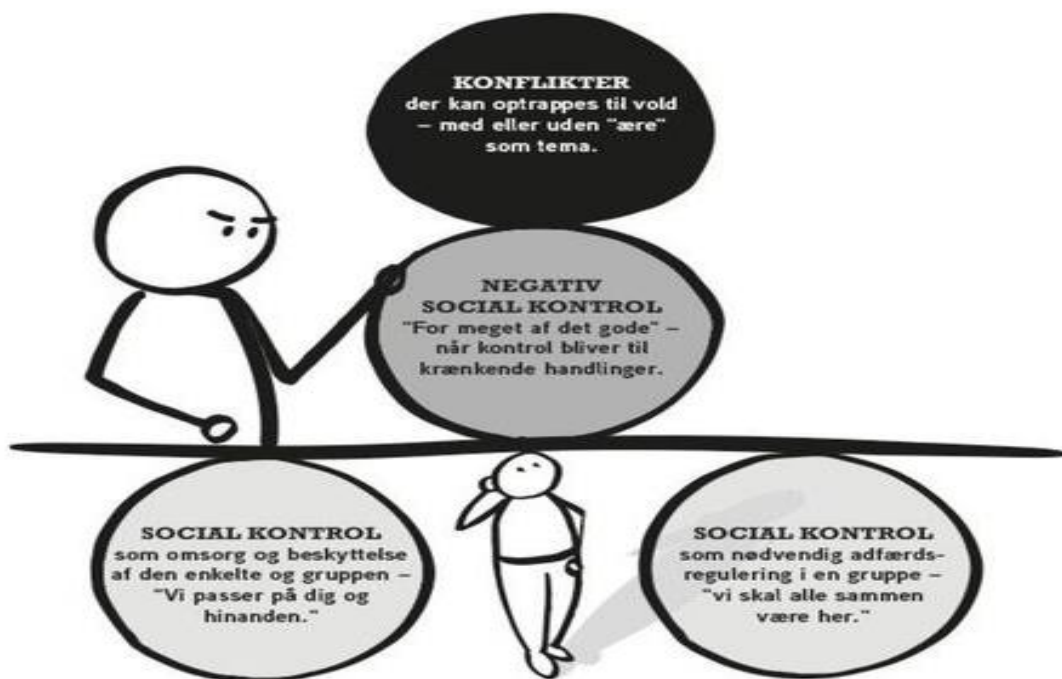 KONFLIKTER
der kan optrappes til vold
– med eller uden "ære"
som tema.
NEGATIV
SOCIAL KONTROL
"For meget af det gode" –
når kontrol bliver til
krænkende handlinger.
SOCIAL KONTROL
som omsorg og beskyttelse
af den enkelte og gruppen –
"Vi passer på dig og
hinanden."
SOCIAL KONTROL
som nødvendig adfærds-
regulering i en gruppe –
"vi skal alle sammen
være her."